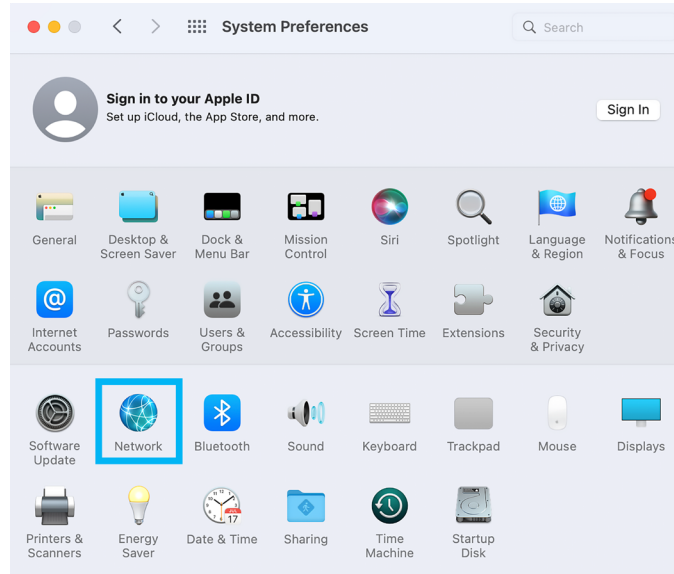 System Preferences
Search
Sign in to your Apple ID
Set up iCloud, the App Store, and more.
Sign In
General
Desktop &
Screen Saver
Dock &
Menu Bar
Mission
Control
Siri
Spotlight
Language
& Region
Notifications
& Focus
Internet
Accounts
Passwords
Users &
Groups
Accessibility
Screen Time
Extensions
Security
& Privacy
Software
Update
Network
Bluetooth
Sound
Keyboard
Trackpad
Mouse
Displays
Printers &
Scanners
Energy
Saver
Date & Time
Sharing
Time
Machine
Startup
Disk